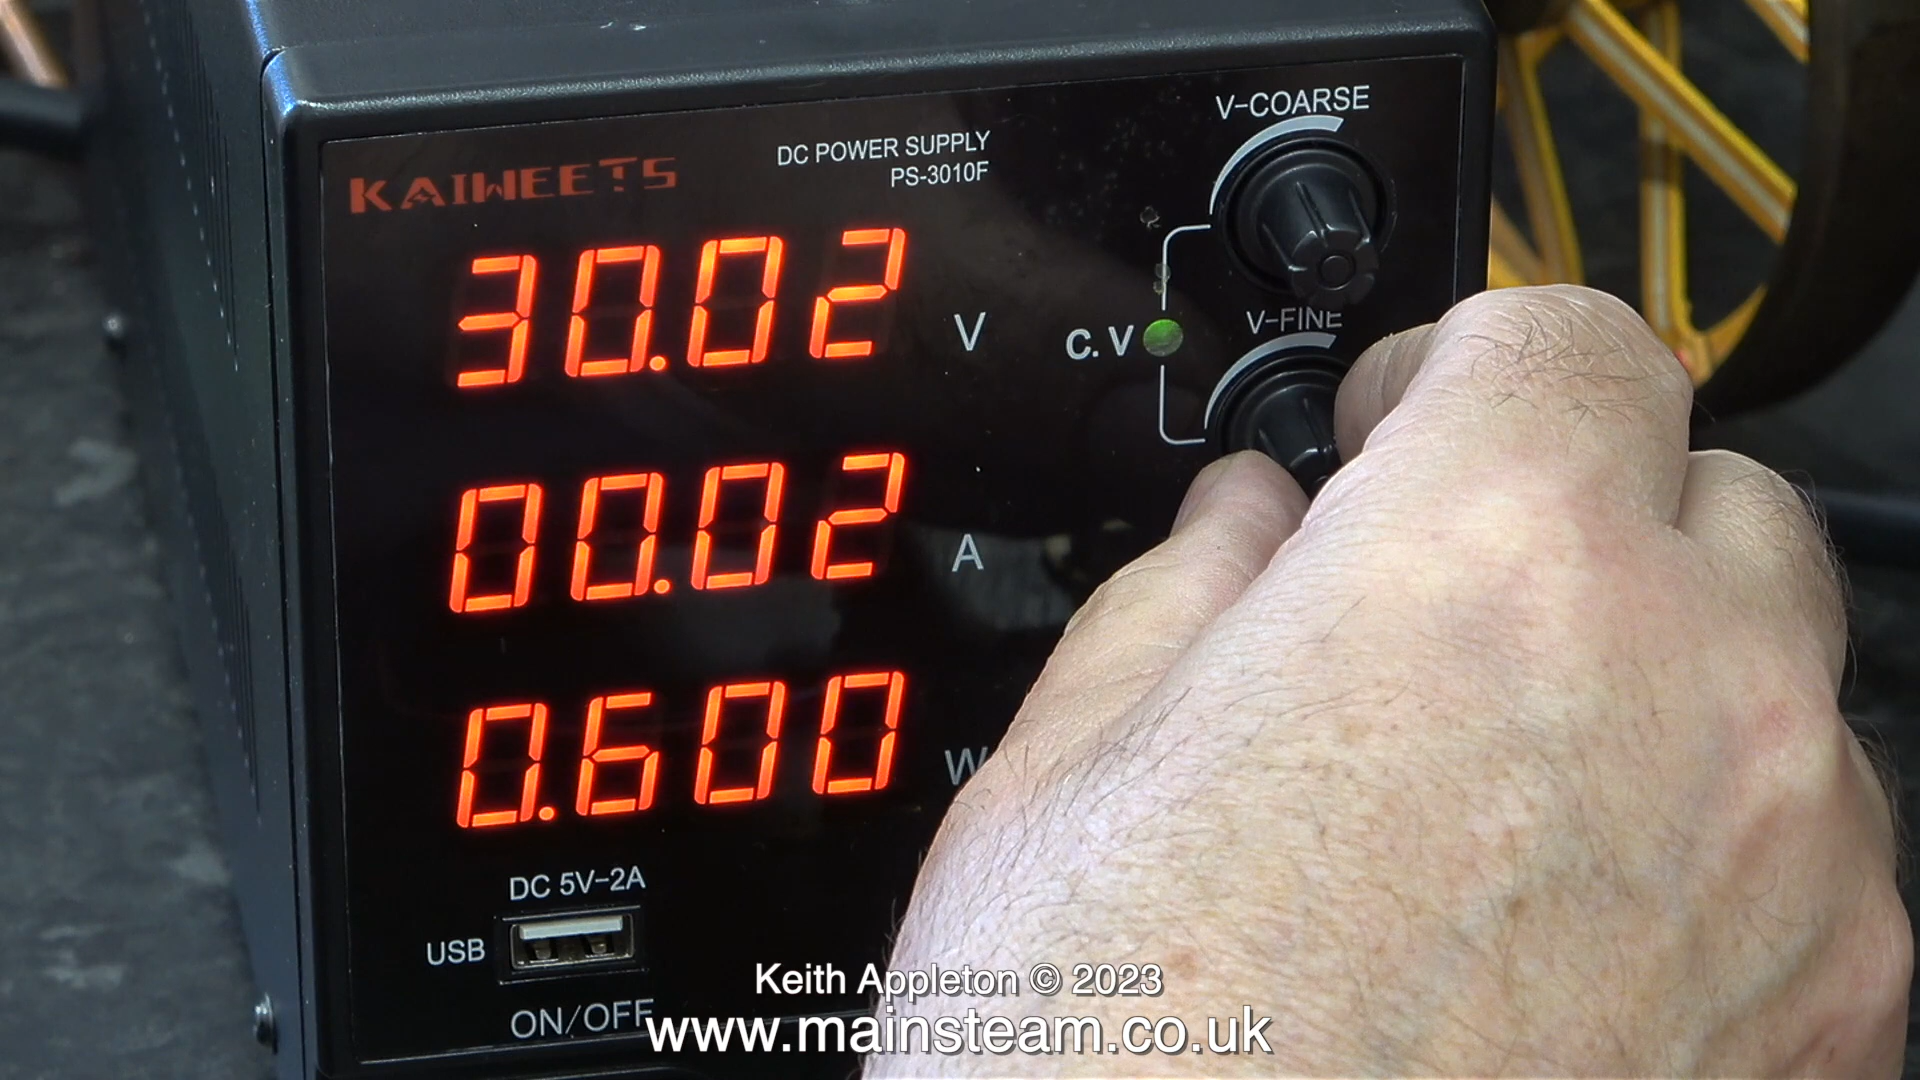 KAIWEETS
DC POWER SUPPLY
PS-3010F
V-COARSE
30.02 V
C.V
V-FINE
00.02 A
0.600 W
DC 5V-2A
USB
ON/OFF
Keith Appleton © 2023
www.mainsteam.co.uk